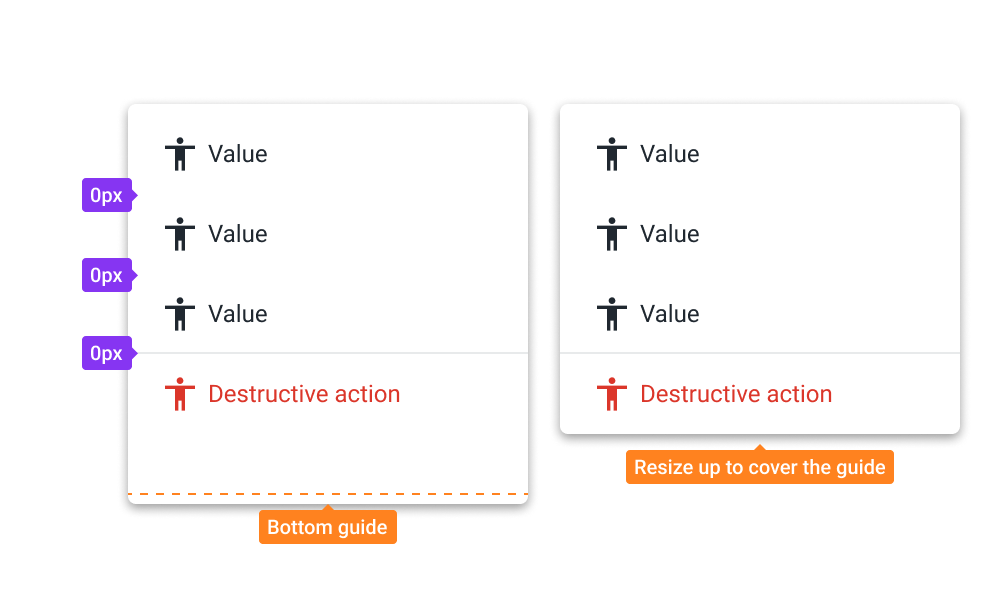 Value
0px
Value
0px
Value
0px
Destructive action
Bottom guide
Value
Value
Value
Destructive action
Resize up to cover the guide